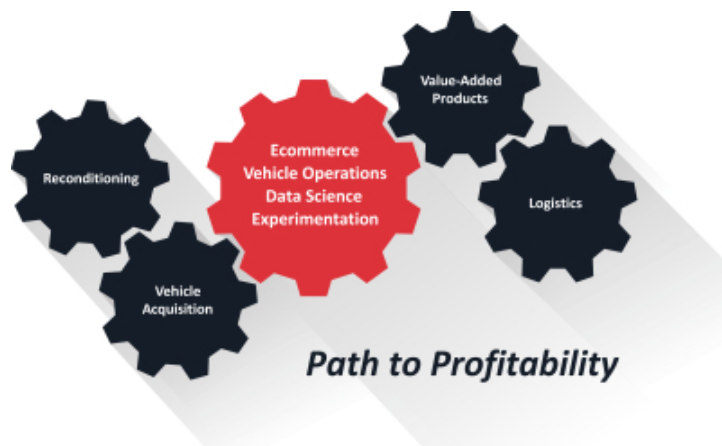 Value-Added
Products
Ecommerce
Vehicle Operations
Data Science
Experimentation
Reconditioning
Logistics
Vehicle
Acquisition
Path to Profitability